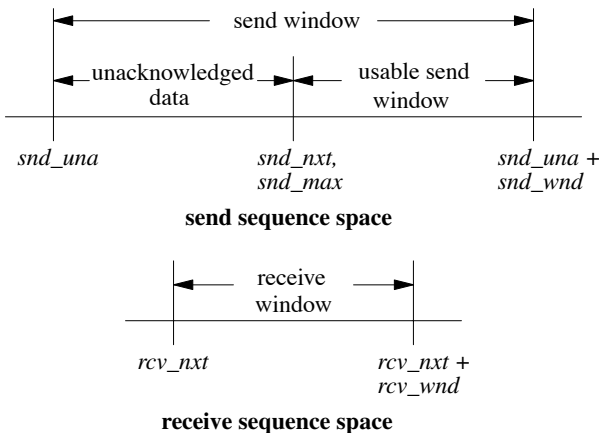 send window
unacknowledged
data
usable send
window
snd_una
snd_nxt,
snd_max
snd_una +
snd_wnd
send sequence space
receive
window
rcv_nxt
rcv_nxt +
rcv_wnd
receive sequence space